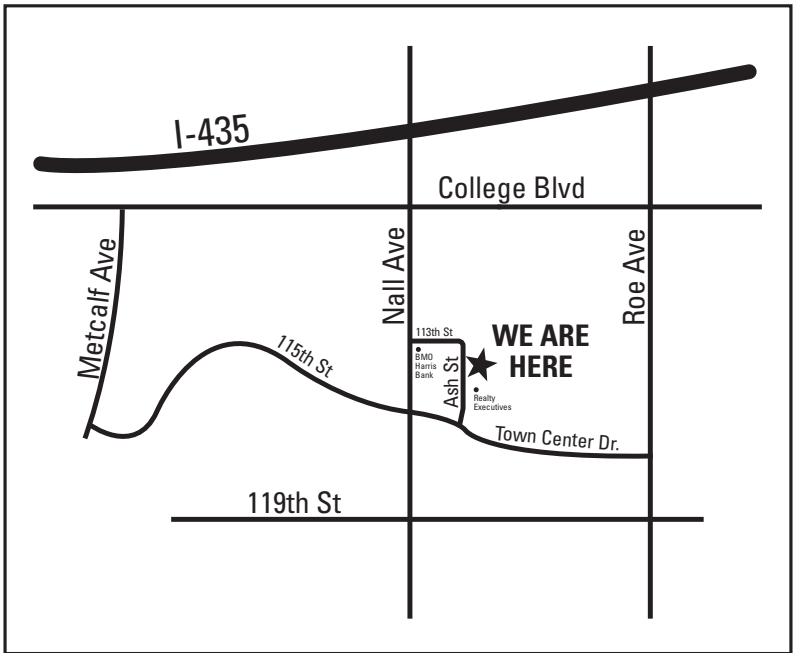 I-435
College Blvd
Metcalf Ave
Nall Ave
Roe Ave
113th St
WE ARE
HERE
115th St
BMO
Harris
Bank
Ash St
Realty
Executives
Town Center Dr.
119th St